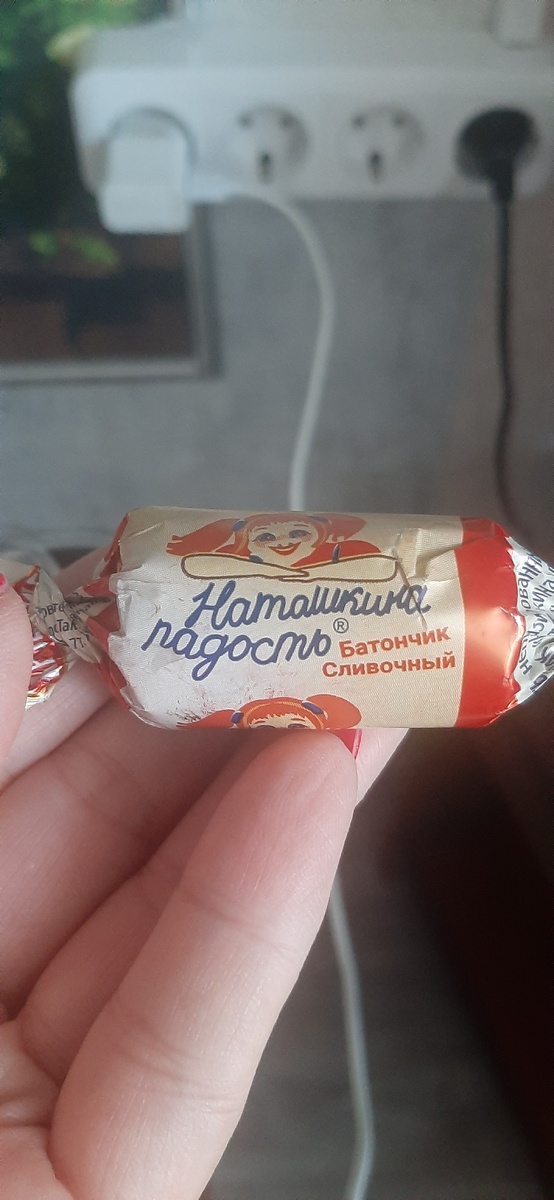 Наташкина
радость®
Батончик
Сливочный